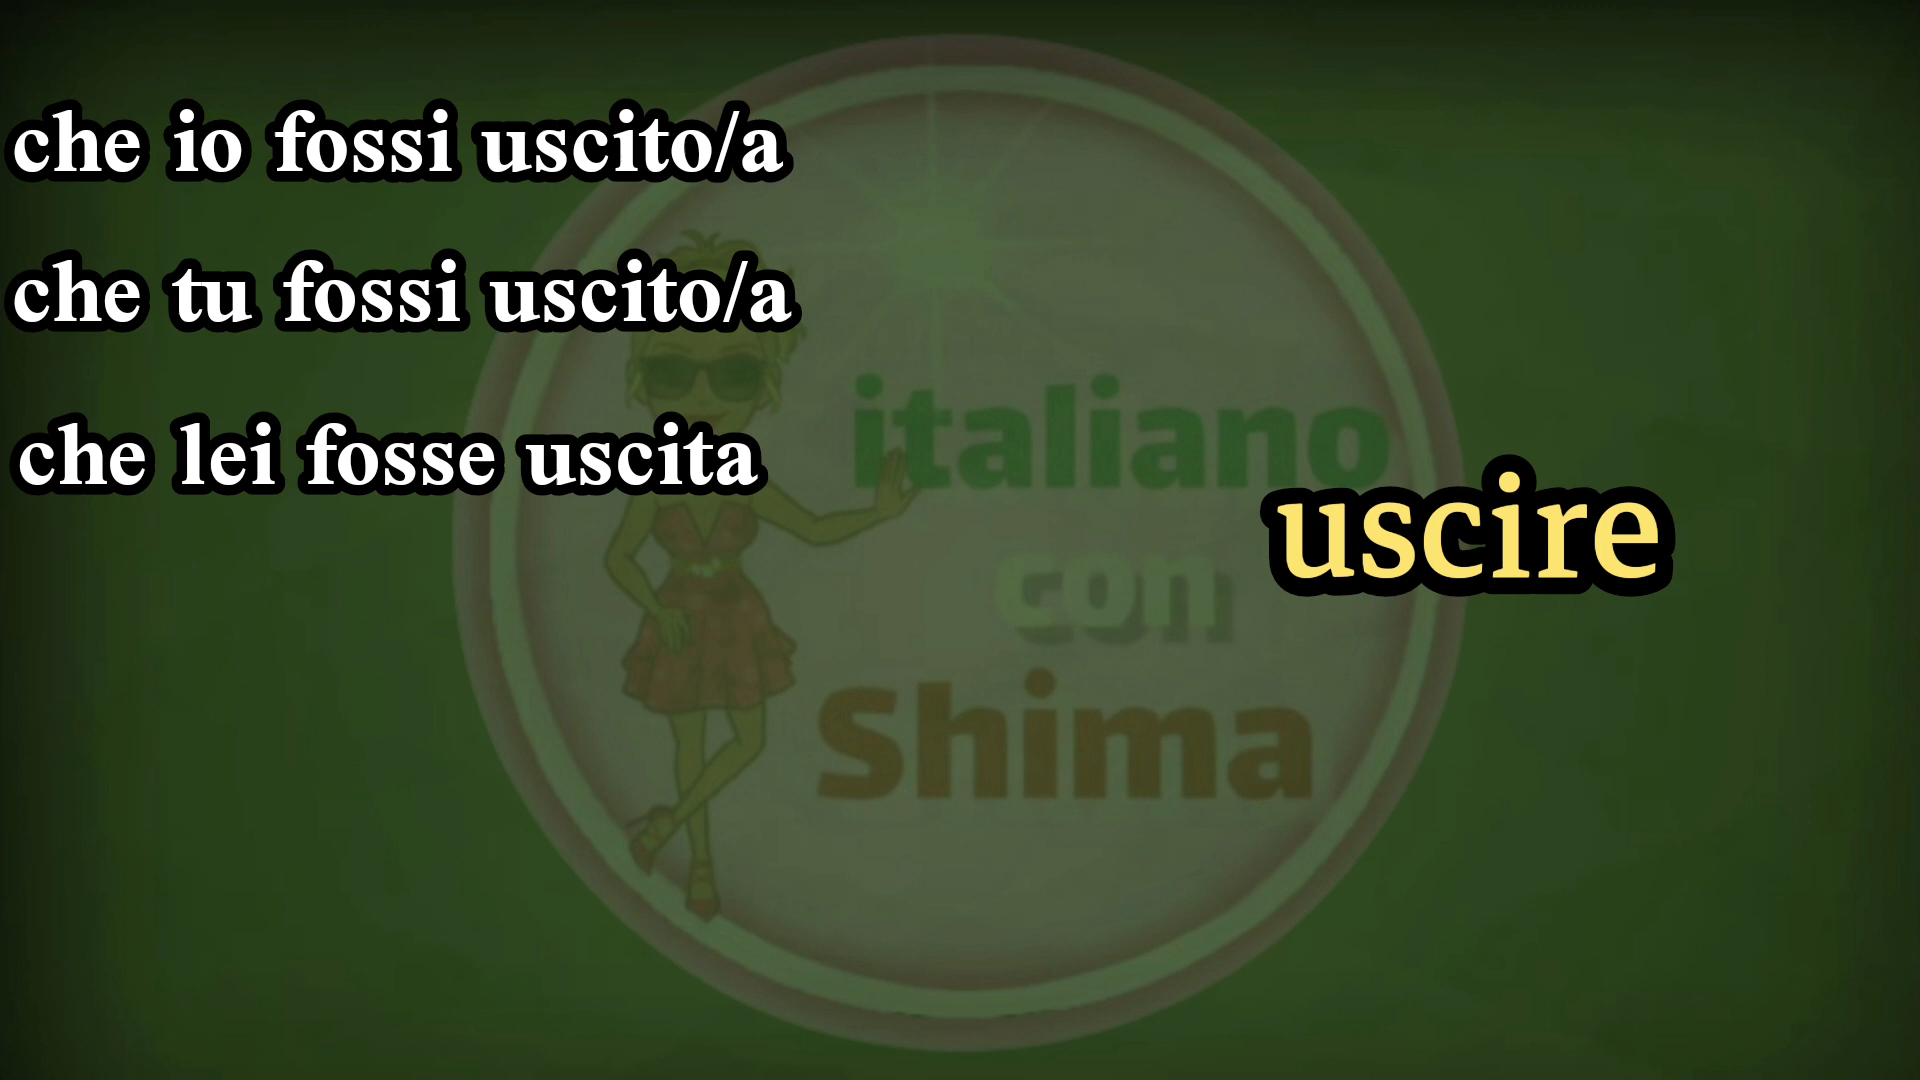 che io fossi uscito/a
che tu fossi uscito/a
che lei fosse uscita
italiano
uscire
con
Shima